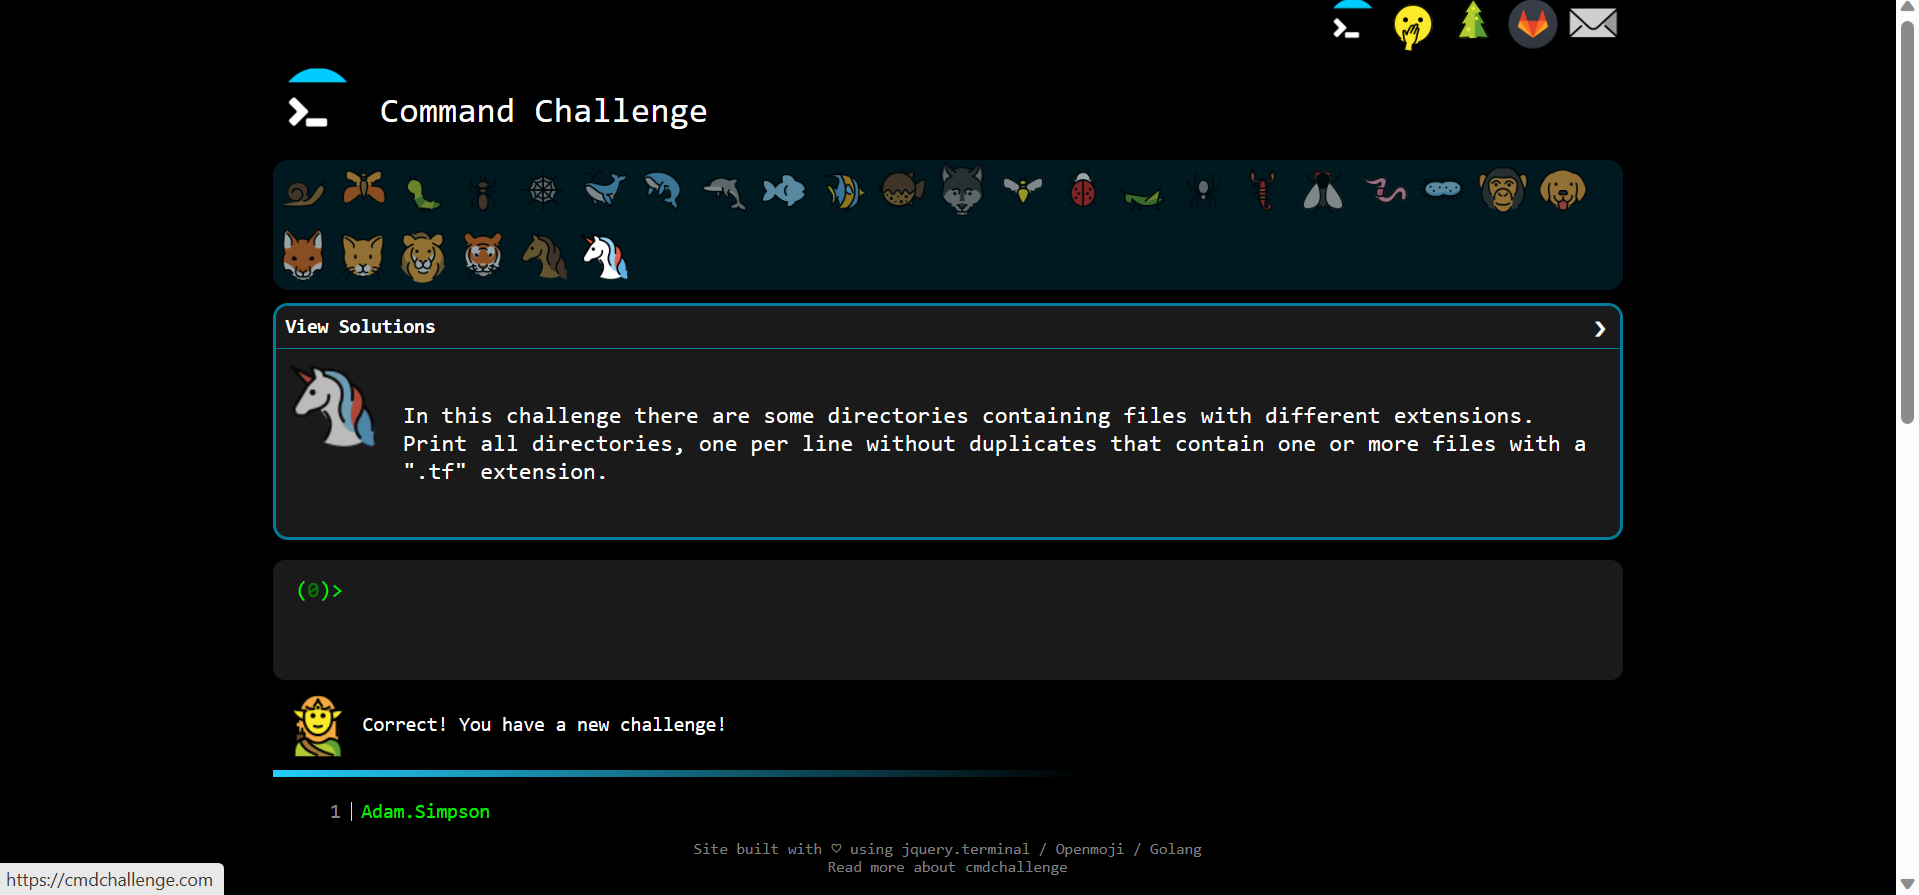 Command Challenge
View Solutions
In this challenge there are some directories containing files with different extensions.
Print all directories, one per line without duplicates that contain one or more files with a
".tf" extension.
(0)>
Correct! You have a new challenge!
1 Adam.Simpson
Site built with ♡ using jquery.terminal / Openmoji / Golang
Read more about cmdchallenge
https://cmdchallenge.com